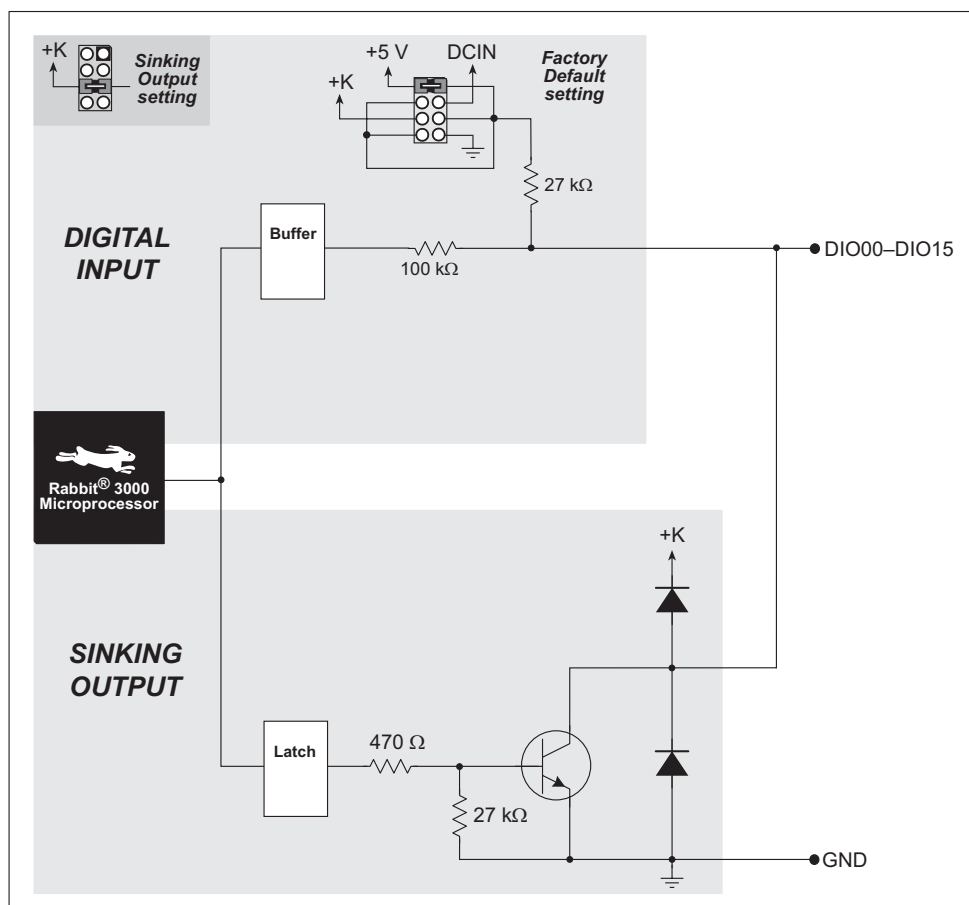 +K
Sinking
Output
setting
+5 V
DCIN
+K
Factory
Default
setting
27 kΩ
DIGITAL
INPUT
Buffer
100 kΩ
DIO00–DIO15
Rabbit® 3000
Microprocessor
+K
SINKING
OUTPUT
Latch
470 Ω
27 kΩ
GND